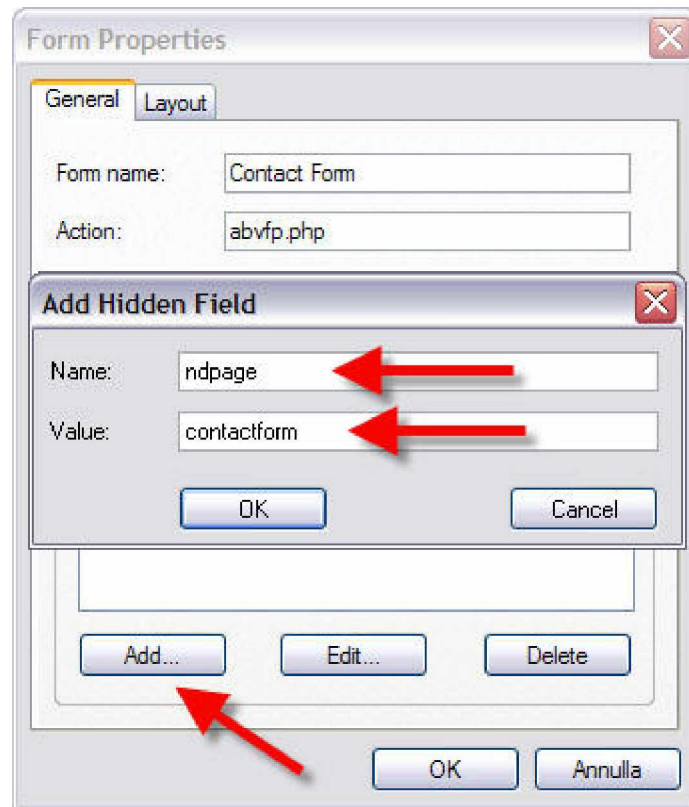 Form Properties
General Layout
Form name: Contact Form
Action: abvfp.php
Add Hidden Field
Name: ndpage
Value: contactform
OK Cancel
Add... Edit... Delete
OK Annulla